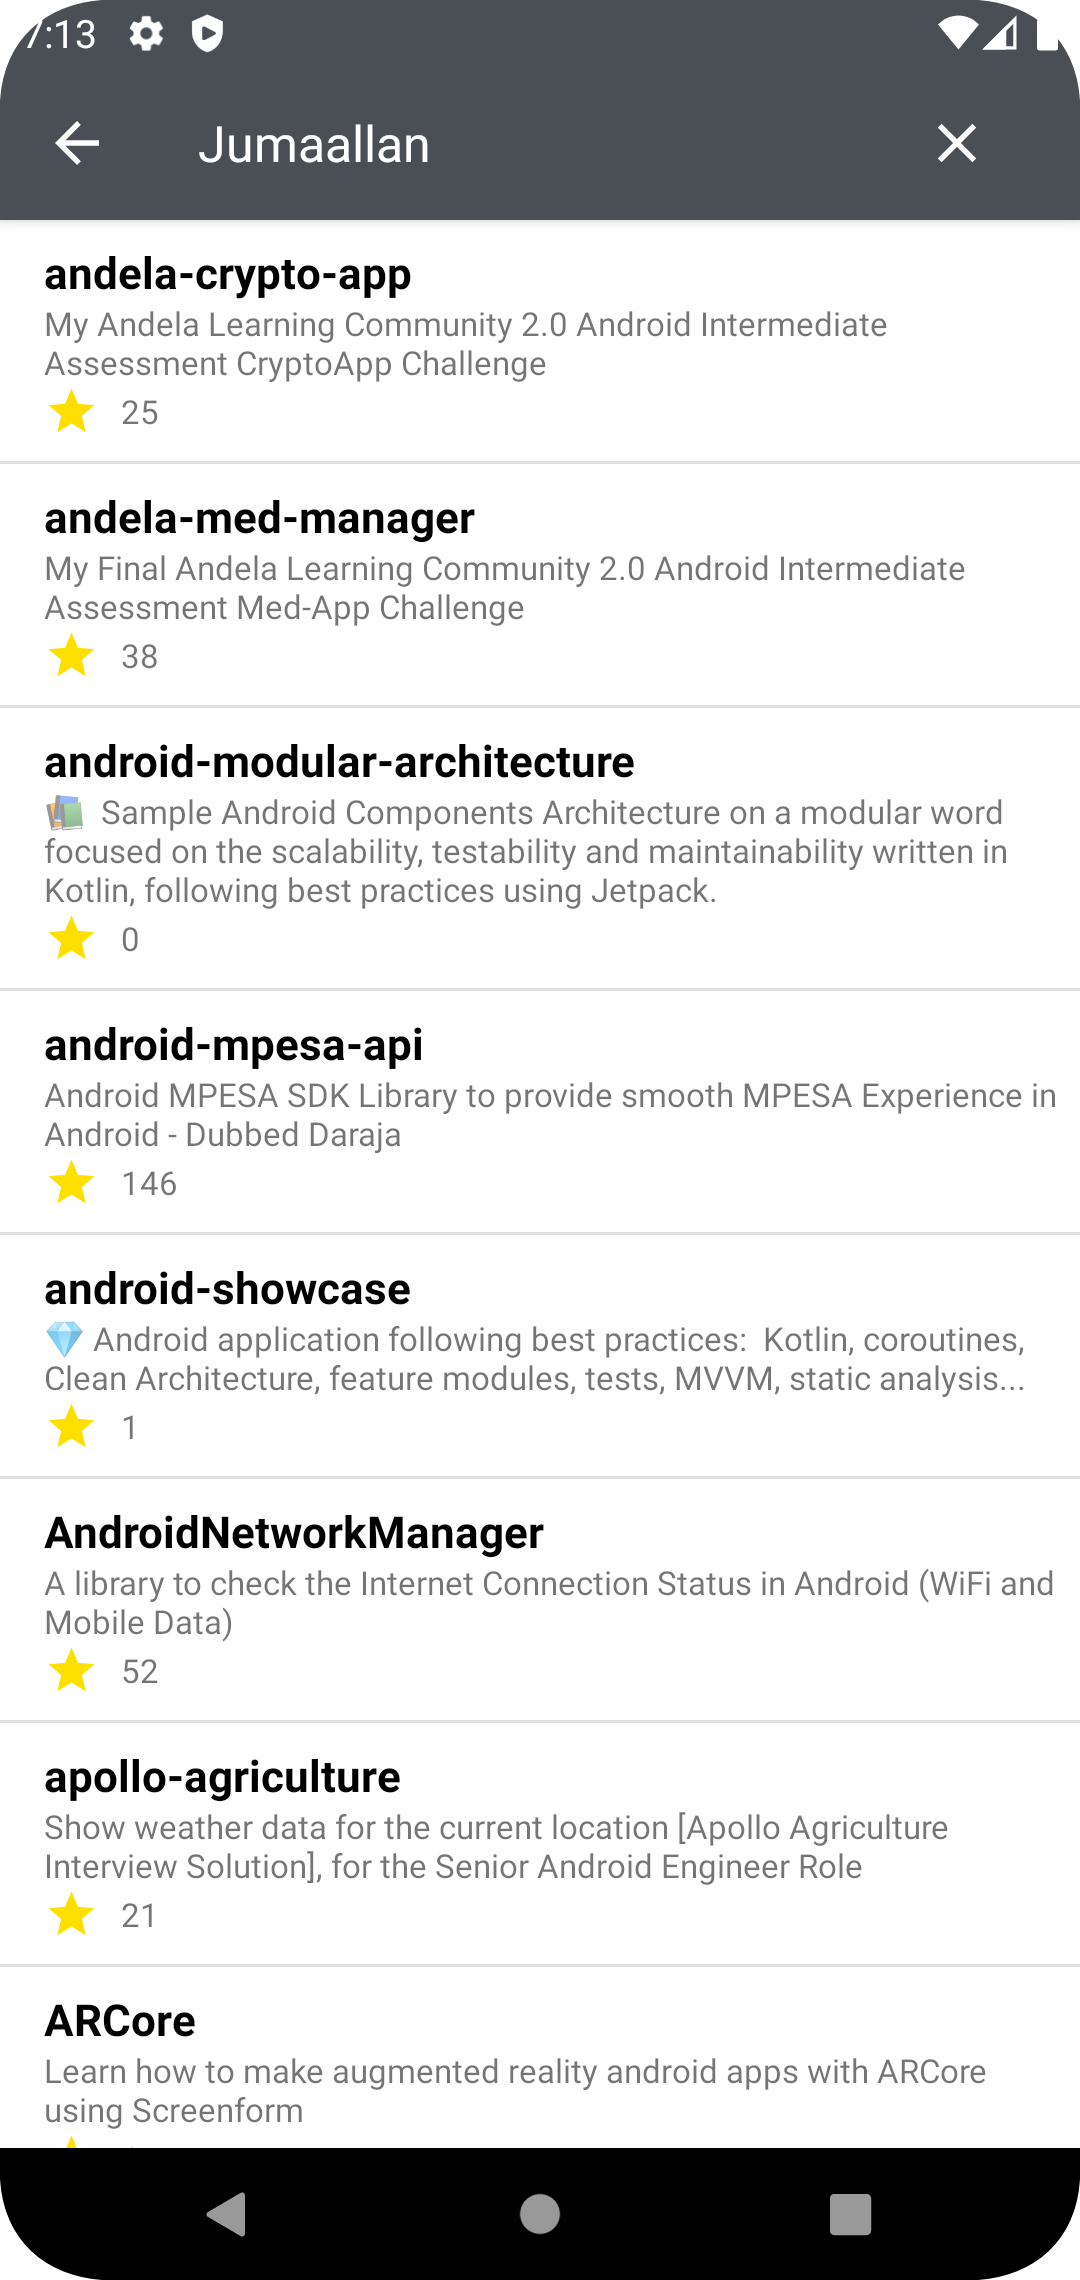 7:13
Jumaallan
andela-crypto-app
My Andela Learning Community 2.0 Android Intermediate
Assessment CryptoApp Challenge
25
andela-med-manager
My Final Andela Learning Community 2.0 Android Intermediate
Assessment Med-App Challenge
38
android-modular-architecture
Sample Android Components Architecture on a modular word
focused on the scalability, testability and maintainability written in
Kotlin, following best practices using Jetpack.
0
android-mpesa-api
Android MPESA SDK Library to provide smooth MPESA Experience in
Android - Dubbed Daraja
146
android-showcase
Android application following best practices:  Kotlin, coroutines,
Clean Architecture, feature modules, tests, MVVM, static analysis...
1
AndroidNetworkManager
A library to check the Internet Connection Status in Android (WiFi and
Mobile Data)
52
apollo-agriculture
Show weather data for the current location [Apollo Agriculture
Interview Solution], for the Senior Android Engineer Role
21
ARCore
Learn how to make augmented reality android apps with ARCore
using Screenform